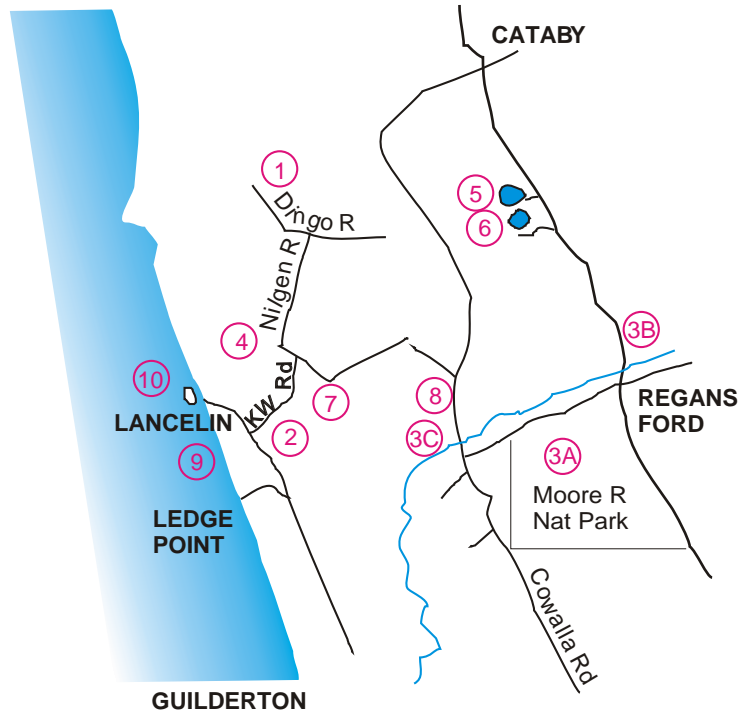 CATABY
1
5
Dingo R
6
Nilgen R
3B
4
10
KW Rd
7
8
REGANS
FORD
LANCELIN
2
3C
9
3A
Moore R
Nat Park
LEDGE
POINT
Cowalla Rd
GUILDERTON